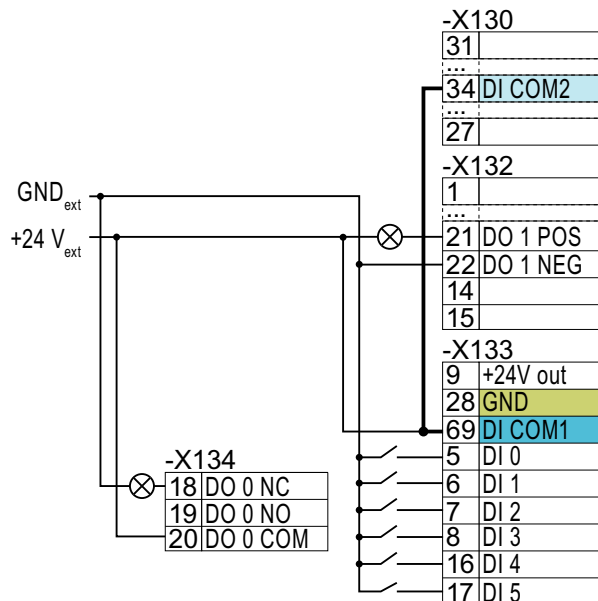 -X130
31
...
34 DI COM2
...
27
-X132
1
...
21 DO 1 POS
22 DO 1 NEG
14
15
GND ext
+24 V ext
-X133
9 +24V out
28 GND
69 DI COM1
5 DI 0
6 DI 1
7 DI 2
8 DI 3
16 DI 4
17 DI 5
-X134
18 DO 0 NC
19 DO 0 NO
20 DO 0 COM